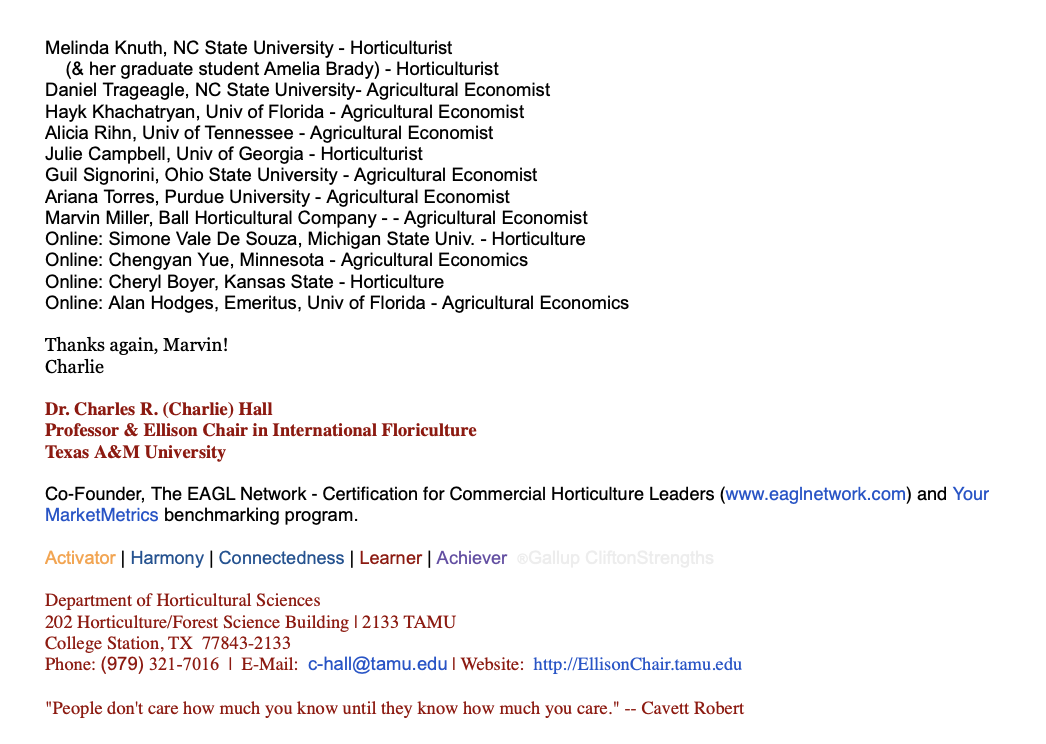 Melinda Knuth, NC State University - Horticulturist
(& her graduate student Amelia Brady) - Horticulturist
Daniel Trageagle, NC State University- Agricultural Economist
Hayk Khachatryan, Univ of Florida - Agricultural Economist
Alicia Rihn, Univ of Tennessee - Agricultural Economist
Julie Campbell, Univ of Georgia - Horticulturist
Guil Signorini, Ohio State University - Agricultural Economist
Ariana Torres, Purdue University - Agricultural Economist
Marvin Miller, Ball Horticultural Company - - Agricultural Economist
Online: Simone Vale De Souza, Michigan State Univ. - Horticulture
Online: Chengyan Yue, Minnesota - Agricultural Economics
Online: Cheryl Boyer, Kansas State - Horticulture
Online: Alan Hodges, Emeritus, Univ of Florida - Agricultural Economics
Thanks again, Marvin!
Charlie
Dr. Charles R. (Charlie) Hall
Professor & Ellison Chair in International Floriculture
Texas A&M University
Co-Founder, The EAGL Network - Certification for Commercial Horticulture Leaders (www.eaglnetwork.com) and Your
MarketMetrics benchmarking program.
Activator | Harmony | Connectedness | Learner | Achiever ®Gallup CliftonStrengths
Department of Horticultural Sciences
202 Horticulture/Forest Science Building | 2133 TAMU
College Station, TX  77843-2133
Phone: (979) 321-7016  |  E-Mail:  c-hall@tamu.edu | Website:  http://EllisonChair.tamu.edu
"People don't care how much you know until they know how much you care." -- Cavett Robert